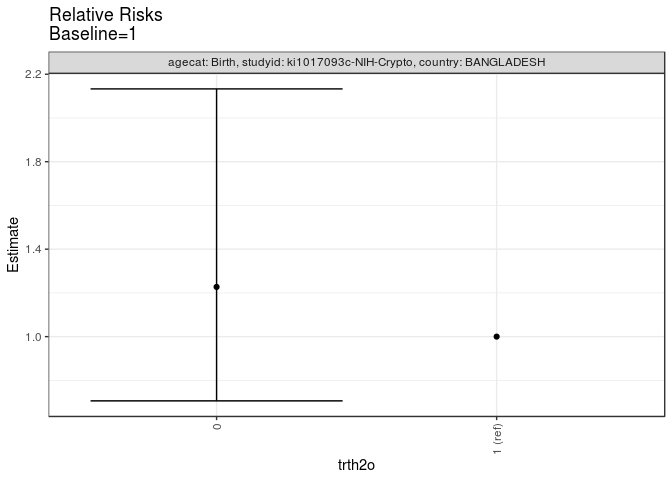 Relative Risks
Baseline=1
agecat: Birth, studyid: ki1017093c-NIH-Crypto, country: BANGLADESH
2.2
1.8
1.4
1.0
Estimate
0
1 (ref)
trth2o